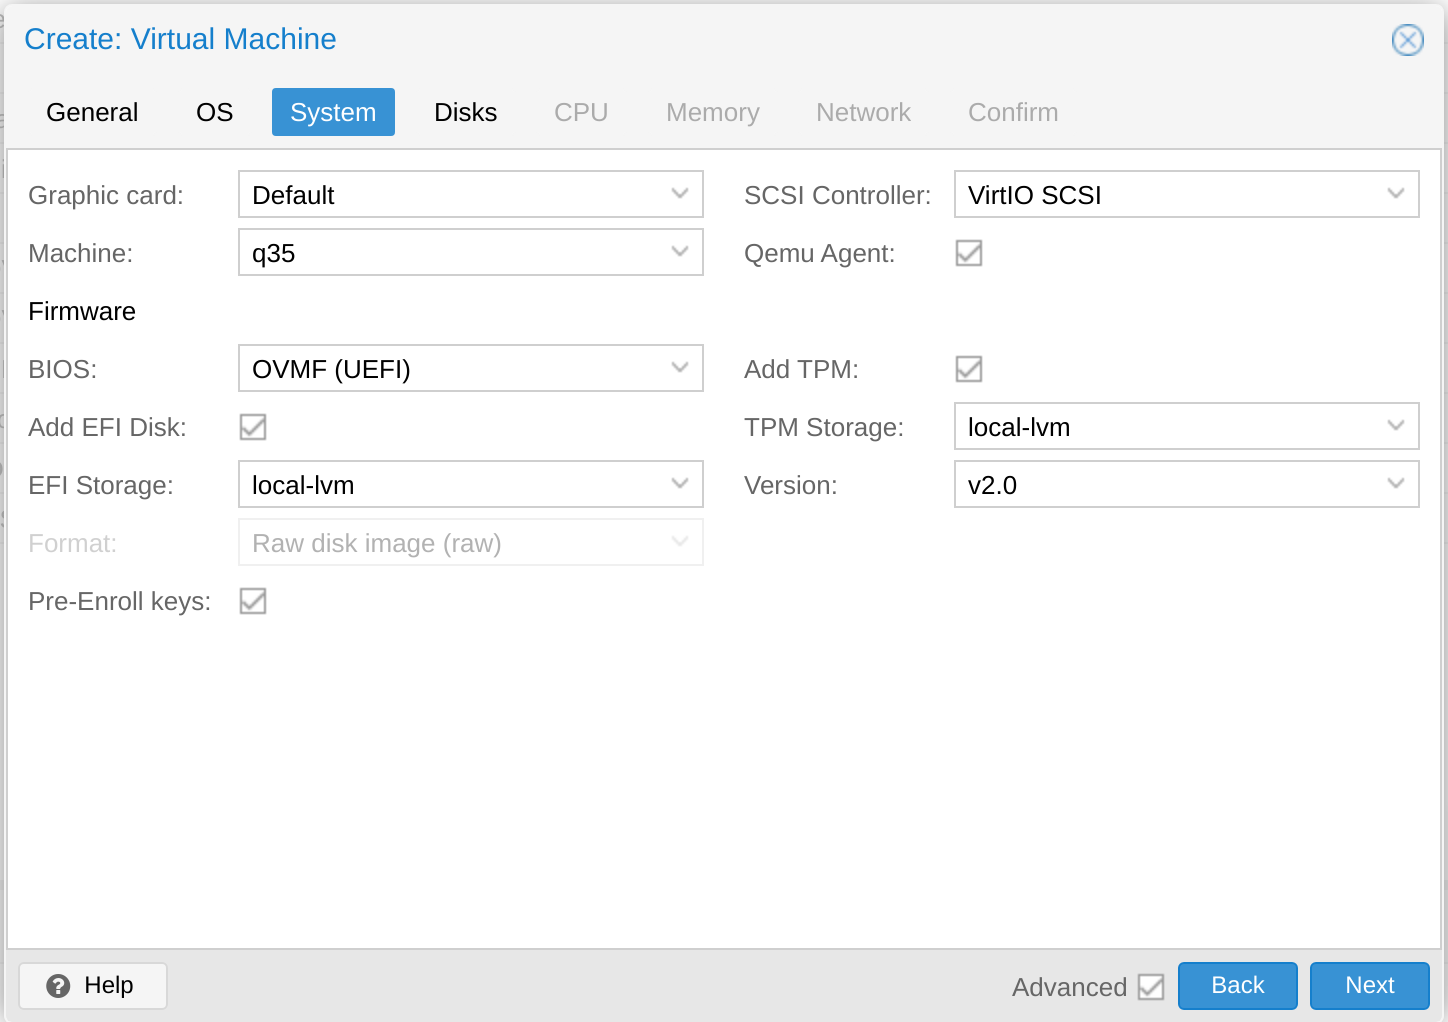 Create: Virtual Machine
General OS System Disks CPU Memory Network Confirm
Graphic card: Default
SCSI Controller: VirtIO SCSI
Machine: q35
Qemu Agent:
Firmware
BIOS: OVMF (UEFI)
Add TPM:
Add EFI Disk:
TPM Storage: local-lvm
EFI Storage: local-lvm
Version: v2.0
Format: Raw disk image (raw)
Pre-Enroll keys:
Help
Advanced
Back
Next